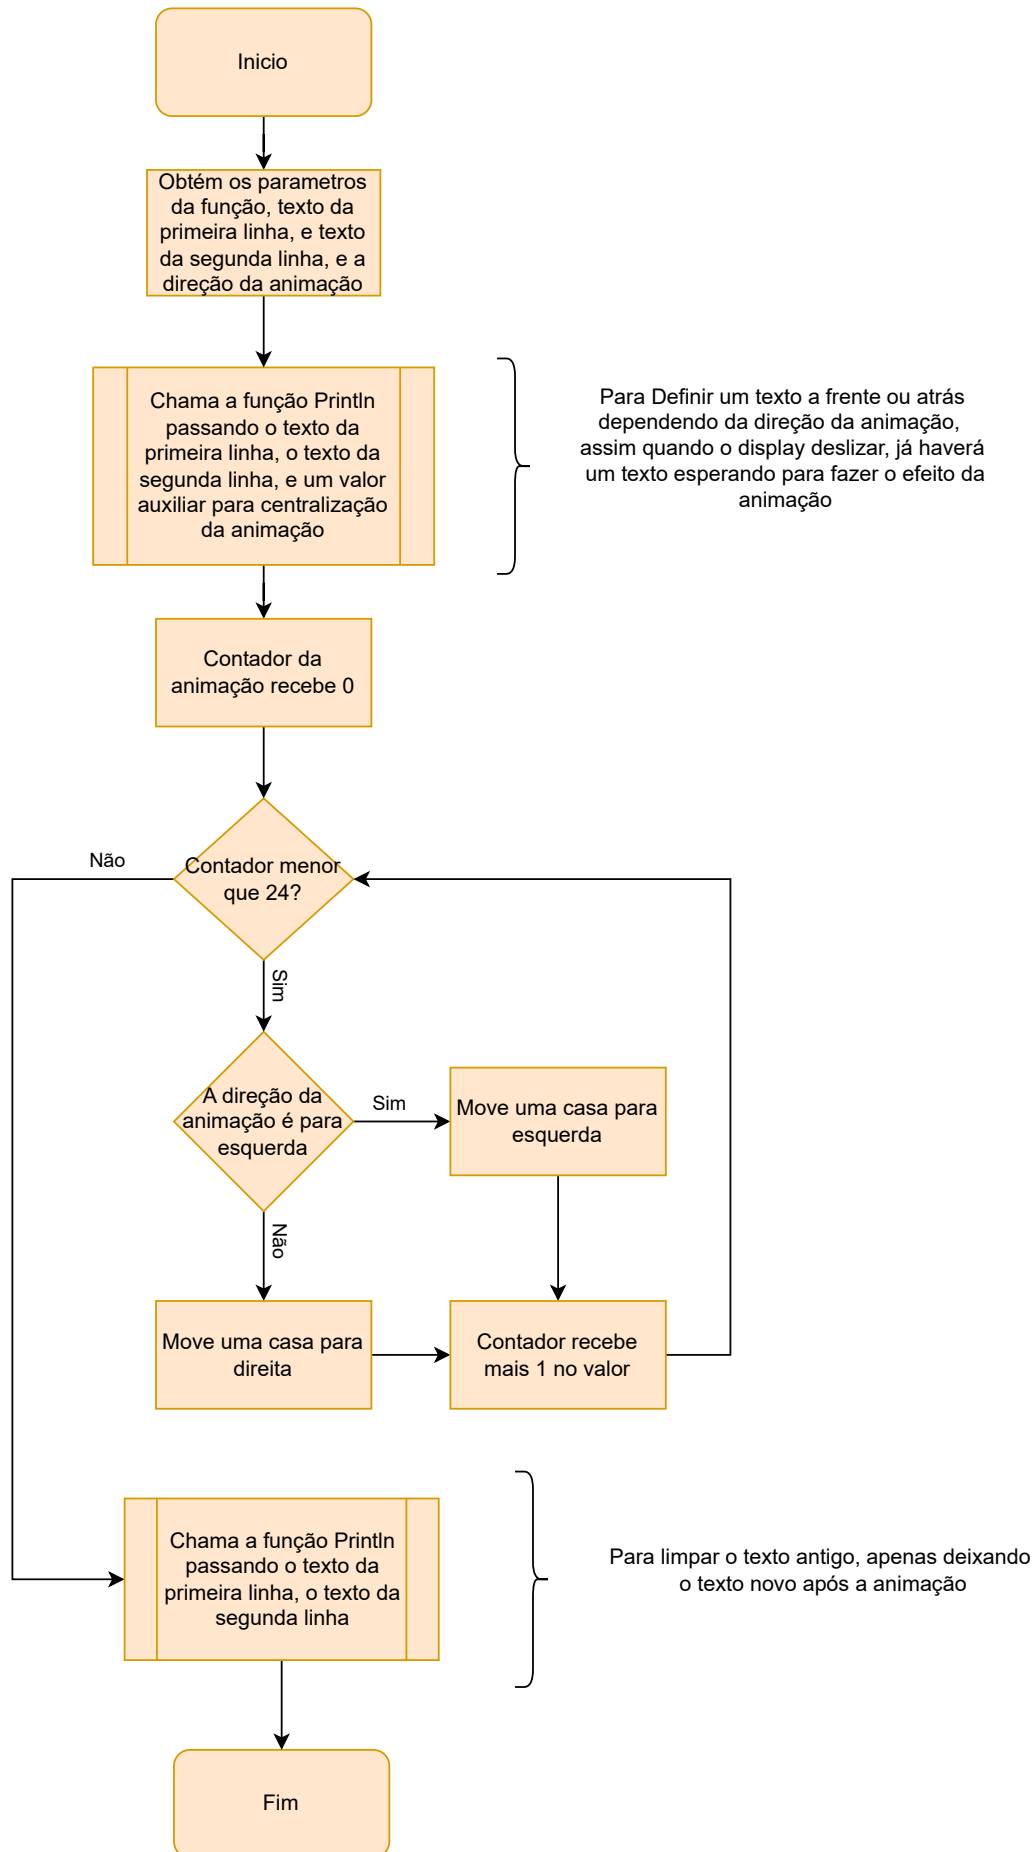 Inicio
Obtém os parametros
da função, texto da
primeira linha, e texto
da segunda linha, e a
direção da animação
Chama a função Println
passando o texto da
primeira linha, o texto da
segunda linha, e um valor
auxiliar para centralização
da animação
Para Definir um texto a frente ou atrás
dependendo da direção da animação,
assim quando o display deslizar, já haverá
um texto esperando para fazer o efeito da
animação
Contador da
animação recebe 0
Não
Contador menor
que 24?
Sim
A direção da
animação é para
esquerda
Sim
Move uma casa para
esquerda
Não
Move uma casa para
direita
Contador recebe
mais 1 no valor
Chama a função Println
passando o texto da
primeira linha, o texto da
segunda linha
Para limpar o texto antigo, apenas deixando
o texto novo após a animação
Fim